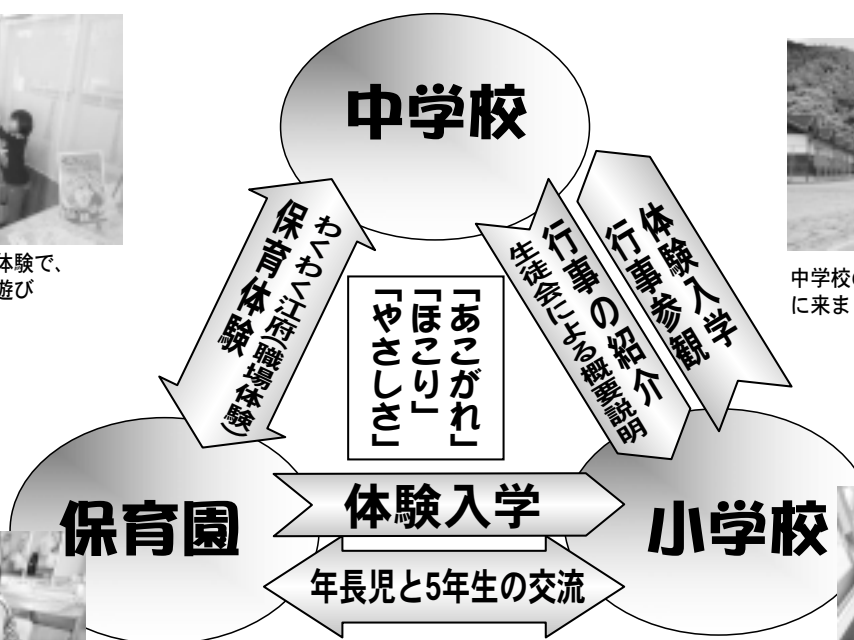 中学校
体験で、
遊び
中学校の
に来ま
わくわく江府(職場体験)
保育体験
「あこがれ」
「ほこり」
「やさしさ」
行事の紹介
生徒会による概要説明
体験入学
行事参観
保育園
体験入学
小学校
年長児と5年生の交流